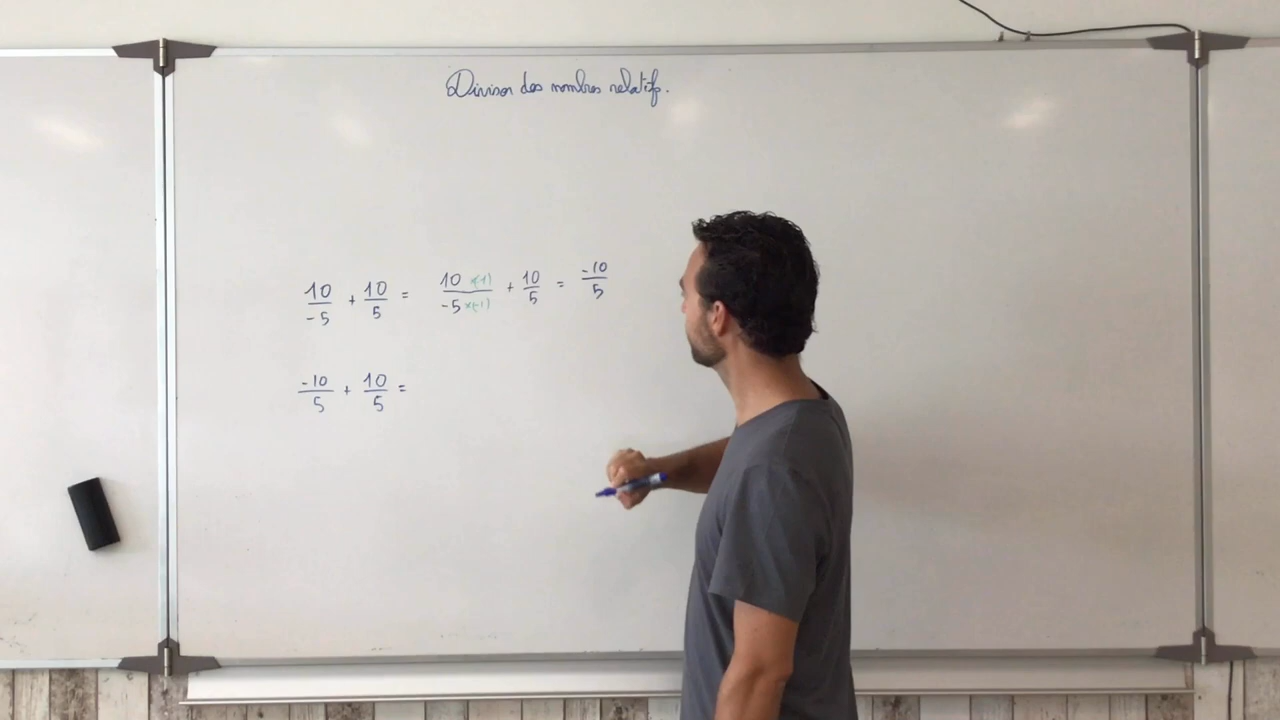 Division des nombres relatifs.
10/-5 + 10/5 = 10 x(-1)/-5 x(-1) + 10/5 = -10/5
-10/5 + 10/5 =